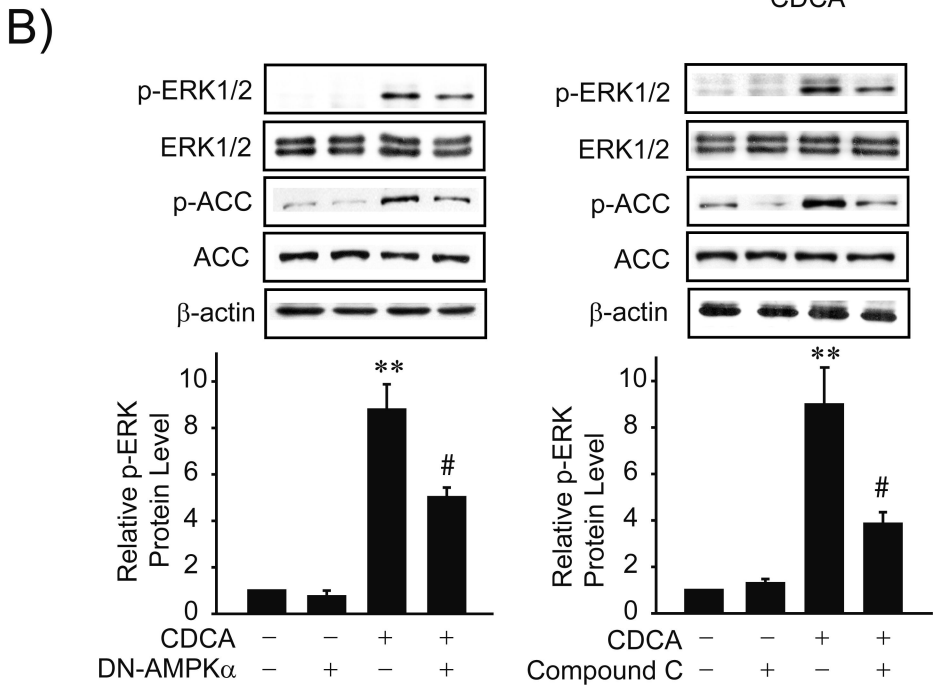 CDCA
B)
p-ERK1/2
ERK1/2
p-ACC
ACC
β-actin
10
8
6
4
2
0
Relative p-ERK
Protein Level
**
#
CDCA − − + +
DN-AMPKα − + − +
p-ERK1/2
ERK1/2
p-ACC
ACC
β-actin
10
8
6
4
2
0
Relative p-ERK
Protein Level
**
#
CDCA − − + +
Compound C − + − +